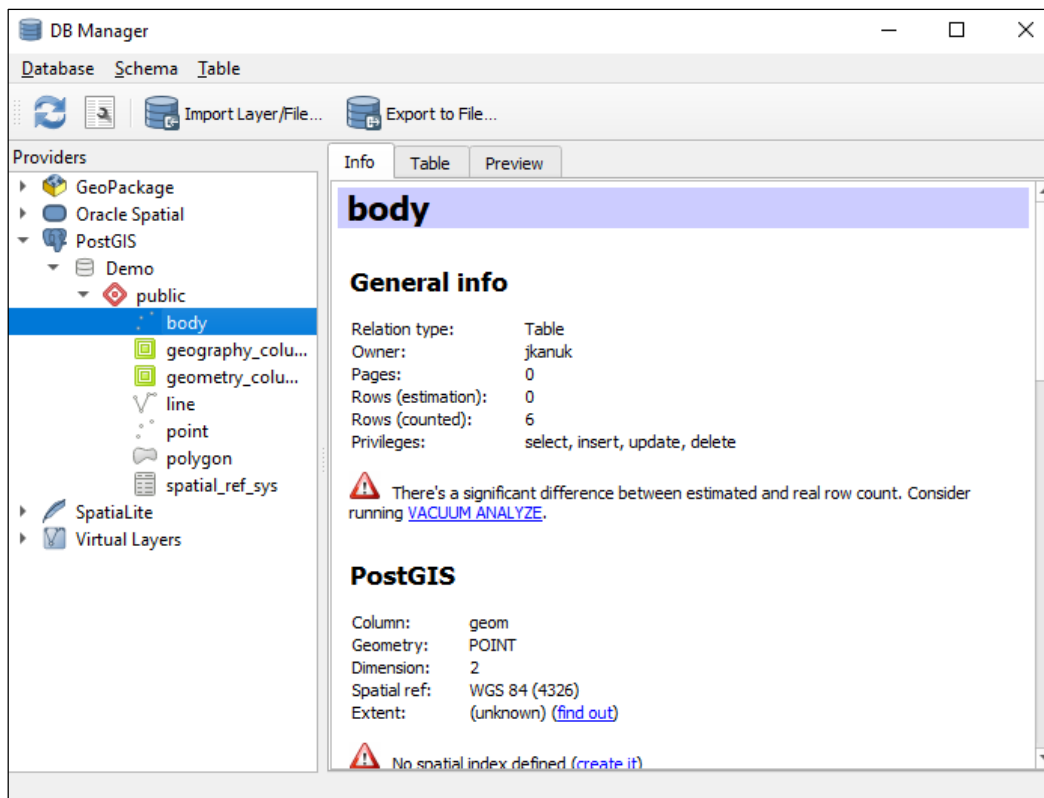 DB Manager
Database Schema Table
Import Layer/File... Export to File...
Providers
GeoPackage
Oracle Spatial
PostGIS
Demo
public
body
geography_colu...
geometry_colu...
line
point
polygon
spatial_ref_sys
SpatiaLite
Virtual Layers
Info Table Preview
body
General info
Relation type: Table
Owner: jkanuk
Pages: 0
Rows (estimation): 0
Rows (counted): 6
Privileges: select, insert, update, delete
There's a significant difference between estimated and real row count. Consider
running VACUUM ANALYZE.
PostGIS
Column: geom
Geometry: POINT
Dimension: 2
Spatial ref: WGS 84 (4326)
Extent: (unknown) (find out)
No spatial index defined (create it)